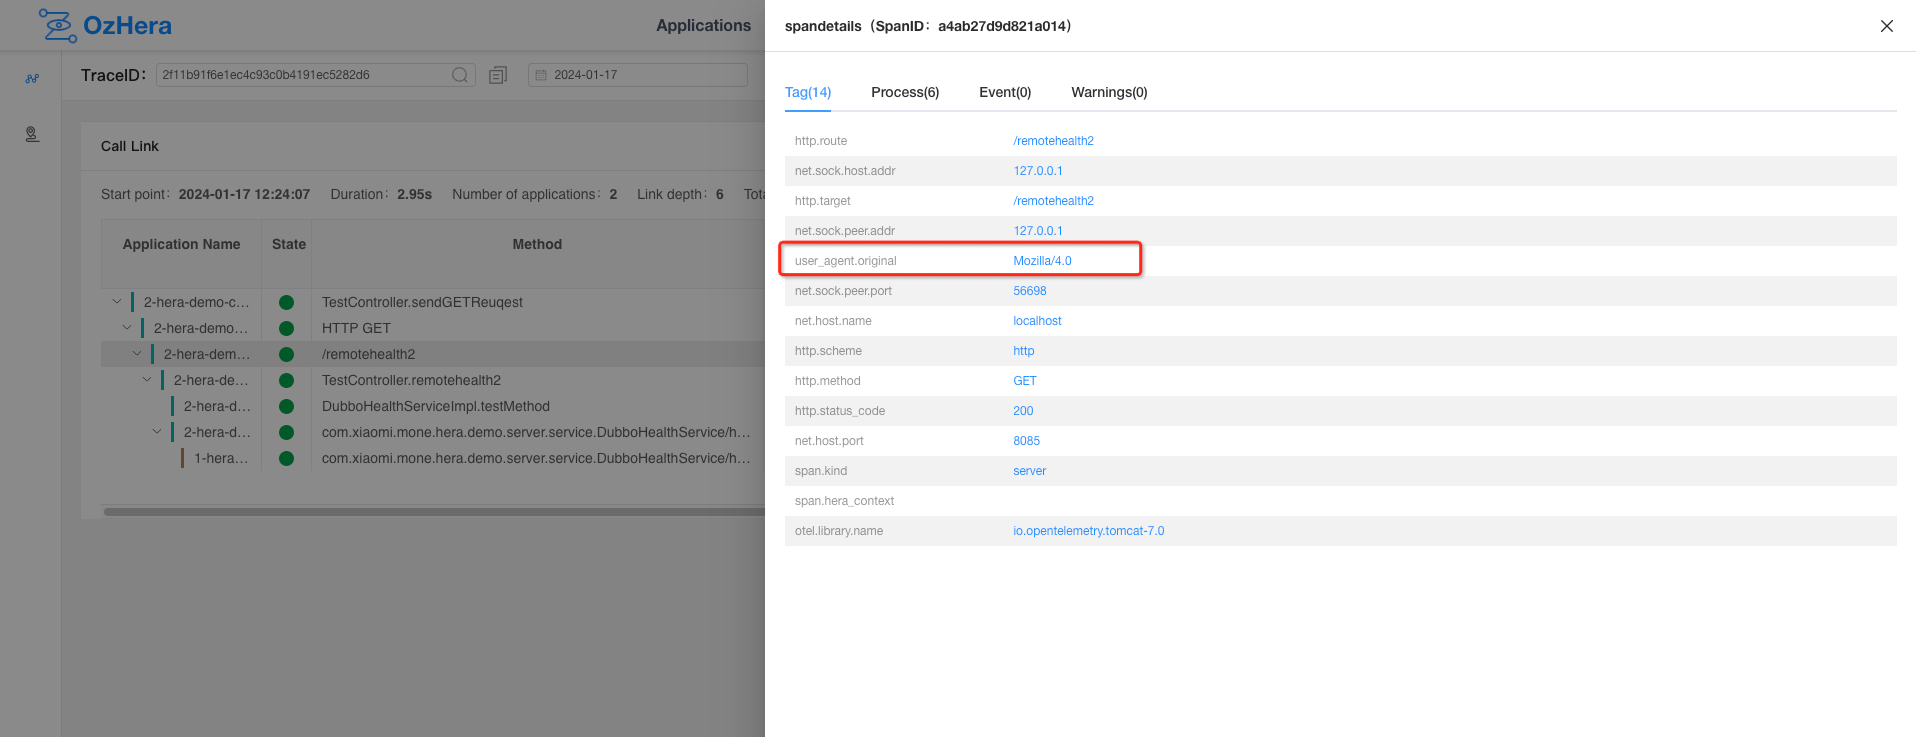 OzHera
Applications
TraceID： 2f11b91f6e1ec4c93c0b4191ec5282d6 2024-01-17
Call Link
Start point： 2024-01-17 12:24:07 Duration： 2.95s Number of applications： 2 Link depth： 6 Tota
Application Name State Method
2-hera-demo-c... TestController.sendGETReuqest
2-hera-demo... HTTP GET
2-hera-dem... /remotehealth2
2-hera-de... TestController.remotehealth2
2-hera-d... DubboHealthServiceImpl.testMethod
2-hera-d... com.xiaomi.mone.hera.demo.server.service.DubboHealthService/h...
1-hera... com.xiaomi.mone.hera.demo.server.service.DubboHealthService/h...
spandetails（SpanID： a4ab27d9d821a014）
Tag(14) Process(6) Event(0) Warnings(0)
http.route /remotehealth2
net.sock.host.addr 127.0.0.1
http.target /remotehealth2
net.sock.peer.addr 127.0.0.1
user_agent.original Mozilla/4.0
net.sock.peer.port 56698
net.host.name localhost
http.scheme http
http.method GET
http.status_code 200
net.host.port 8085
span.kind server
span.hera_context
otel.library.name io.opentelemetry.tomcat-7.0